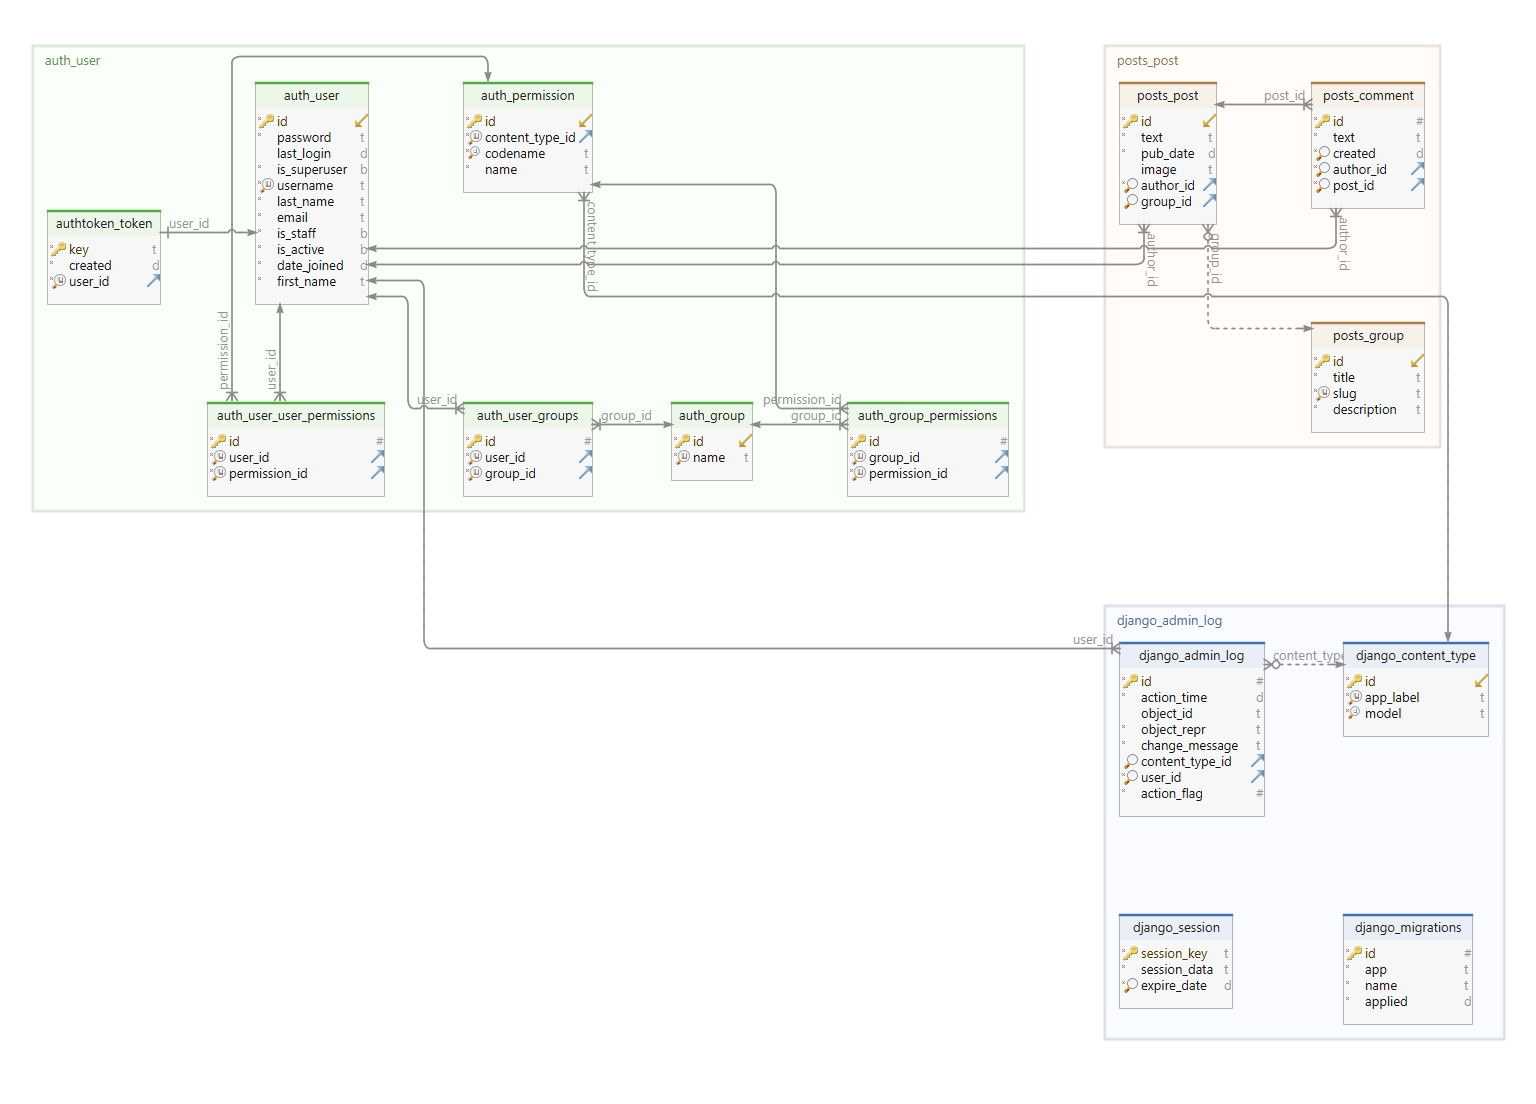 auth_user
auth_user
id
password t
last_login d
is_superuser b
username t
last_name t
email t
is_staff b
is_active b
date_joined d
first_name t
auth_permission
id
content_type_id
codename t
name t
authtoken_token
key t
created d
user_id
user_id
content_type_id
permission_id
user_id
auth_user_user_permissions
id #
user_id
permission_id
user_id
auth_user_groups
id #
user_id
group_id
group_id
auth_group
id
name t
permission_id
group_id
auth_group_permissions
id #
group_id
permission_id
posts_post
posts_post
id
text t
pub_date d
image t
author_id
group_id
post_id
posts_comment
id #
text t
created d
author_id
post_id
author_id
group_id
author_id
posts_group
id
title t
slug t
description t
django_admin_log
user_id
django_admin_log
id #
action_time d
object_id t
object_repr t
change_message t
content_type_id
user_id
action_flag #
content_type
django_content_type
id
app_label t
model t
django_session
session_key t
session_data t
expire_date d
django_migrations
id #
app t
name t
applied d